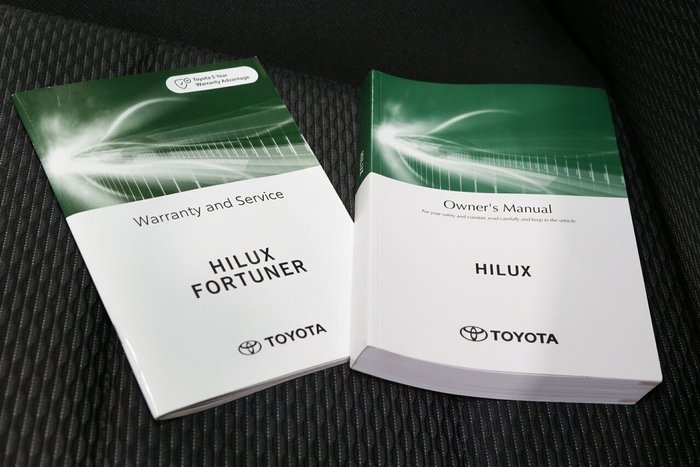 Toyota 5 Year
Warranty Advantage
Warranty and Service
HILUX
FORTUNER
TOYOTA
Owner's Manual
For your safety and comfort, read carefully and keep in the vehicle.
HILUX
TOYOTA